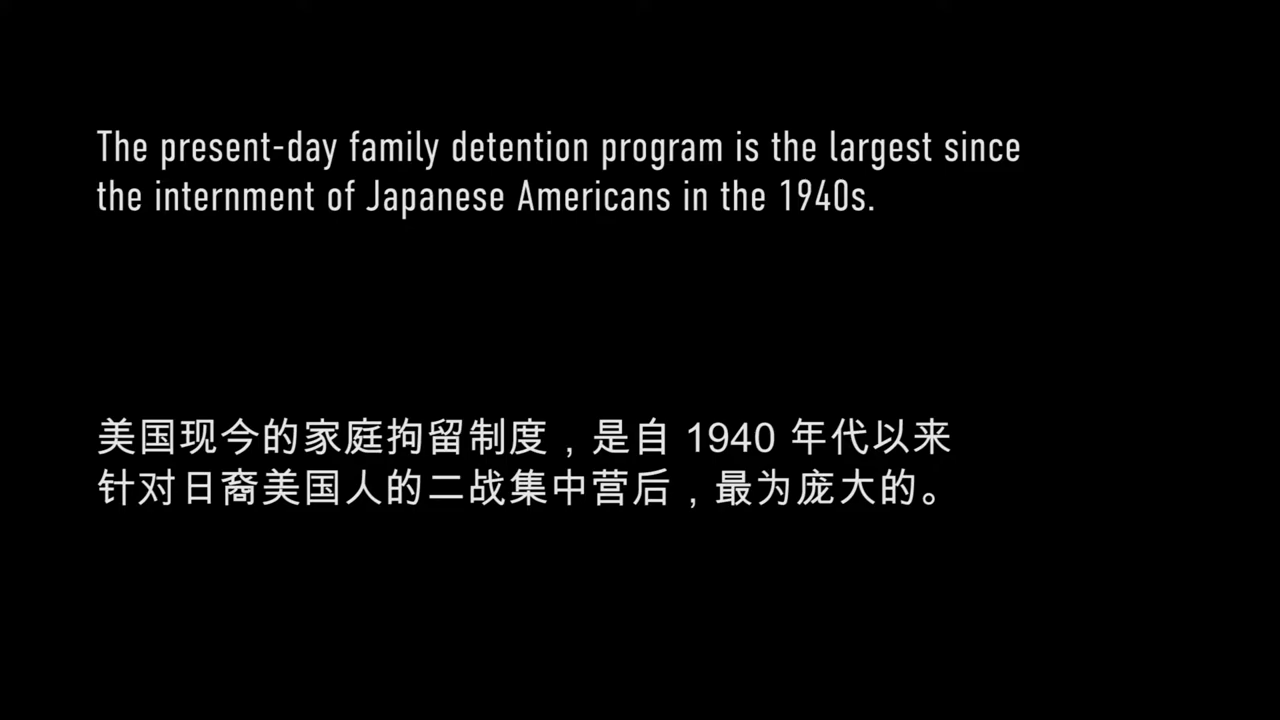 The present-day family detention program is the largest since
the internment of Japanese Americans in the 1940s.
美国现今的家庭拘留制度，是自 1940 年代以来
针对日裔美国人的二战集中营后，最为庞大的。